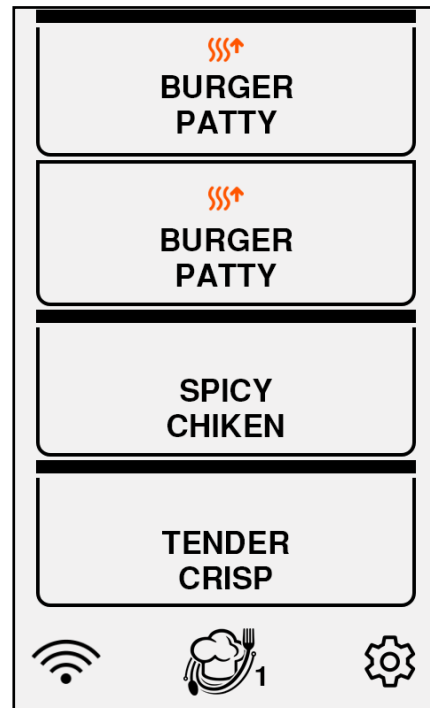 BURGER
PATTY
BURGER
PATTY
SPICY
CHIKEN
TENDER
CRISP
1